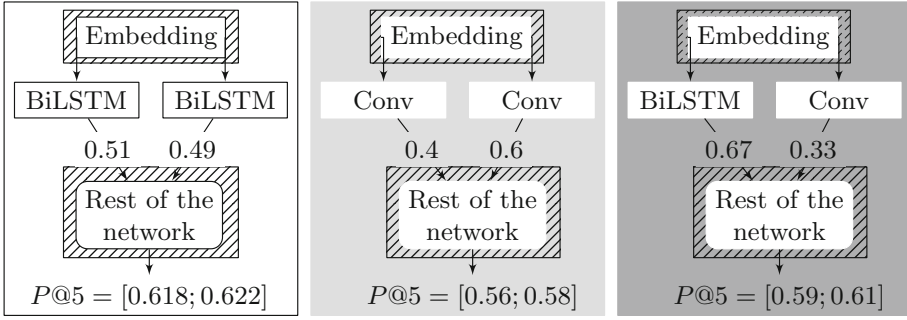 Embedding
BiLSTM BiLSTM
0.51 0.49
Rest of the
network
P@5 = [0.618; 0.622]
Embedding
Conv Conv
0.4 0.6
Rest of the
network
P@5 = [0.56; 0.58]
Embedding
BiLSTM Conv
0.67 0.33
Rest of the
network
P@5 = [0.59; 0.61]